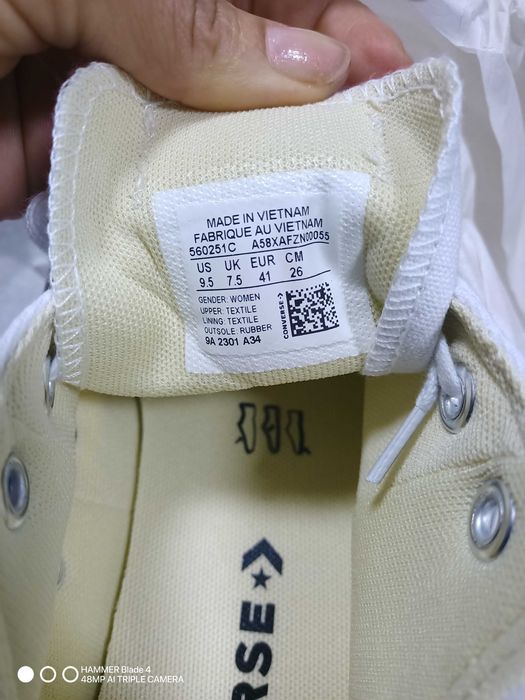 MADE IN VIETNAM
FABRIQUE AU VIETNAM
560251C A58XAFZN00055
US UK EUR CM
9.5 7.5 41 26
GENDER: WOMEN
UPPER: TEXTILE
LINING: TEXTILE
OUTSOLE: RUBBER
9A 2301 A34
CONVERSE
RSE
HAMMER Blade 4
48MP AI TRIPLE CAMERA